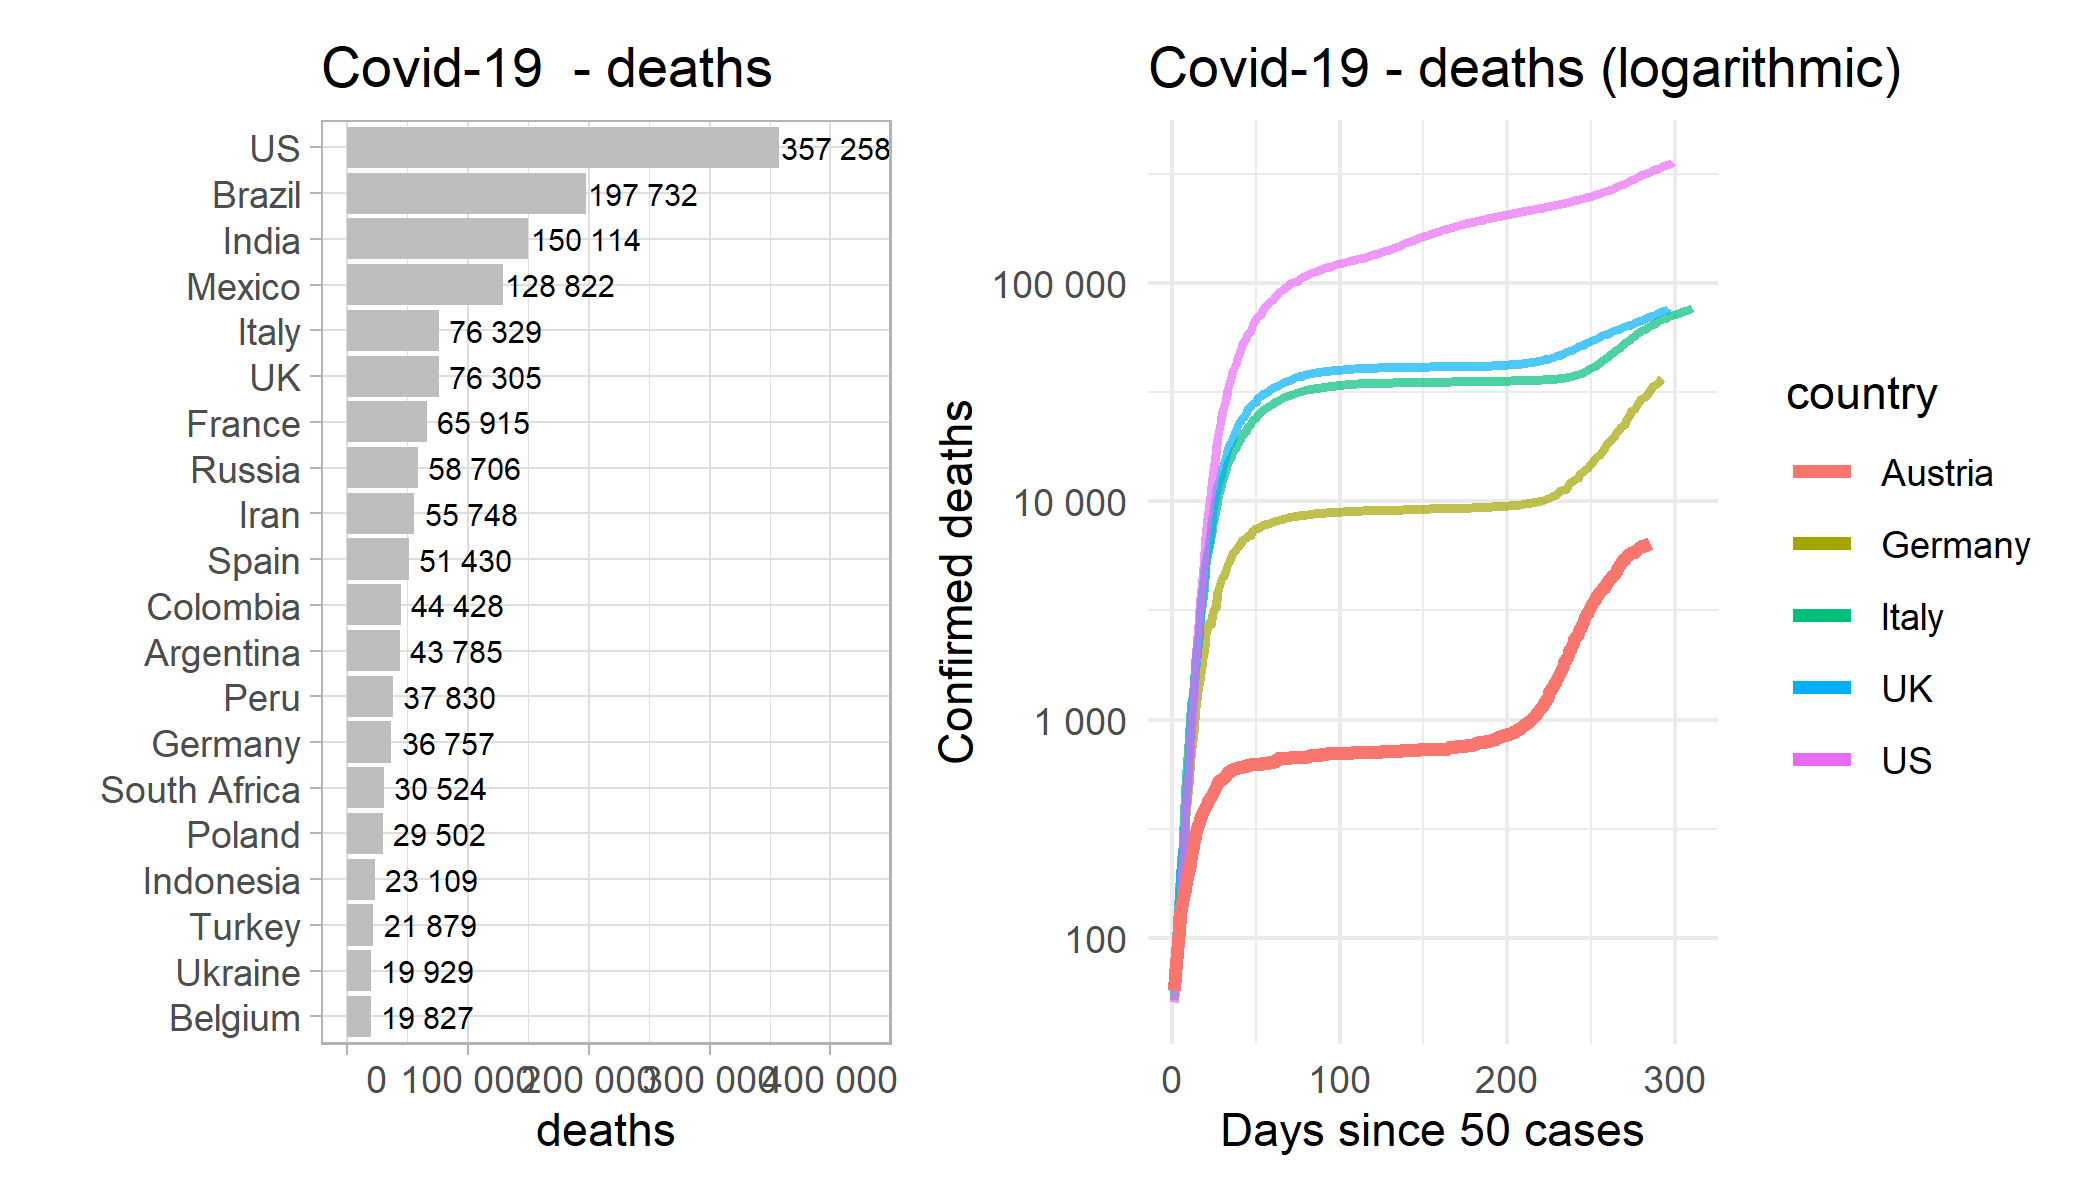 Covid-19  - deaths
US 357 258
Brazil 197 732
India 150 114
Mexico 128 822
Italy 76 329
UK 76 305
France 65 915
Russia 58 706
Iran 55 748
Spain 51 430
Colombia 44 428
Argentina 43 785
Peru 37 830
Germany 36 757
South Africa 30 524
Poland 29 502
Indonesia 23 109
Turkey 21 879
Ukraine 19 929
Belgium 19 827
0 100 000 200 000 300 000 400 000
deaths
Covid-19 - deaths (logarithmic)
Confirmed deaths
100 000
10 000
1 000
100
0 100 200 300
Days since 50 cases
country
Austria
Germany
Italy
UK
US